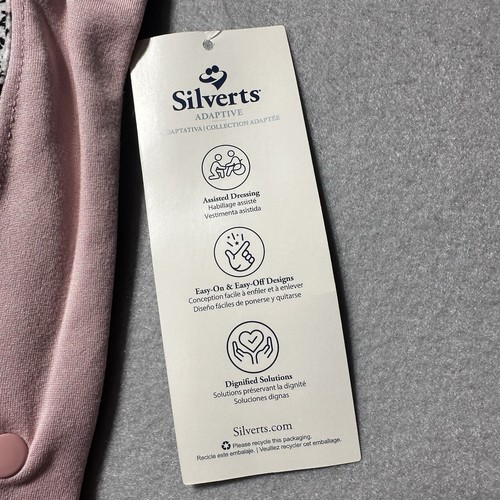 Silverts
ADAPTIVE
ADAPTATIVA | COLLECTION ADAPTÉE
Assisted Dressing
Habillage assisté
Vestimenta asistida
Easy-On & Easy-Off Designs
Conception facile à enfiler et à enlever
Diseño fáciles de ponerse y quitarse
Dignified Solutions
Solutions préservant la dignité
Soluciones dignas
Silverts.com
Please recycle this packaging.
Recicle este embalaje. | Veuillez recycler cet emballage.